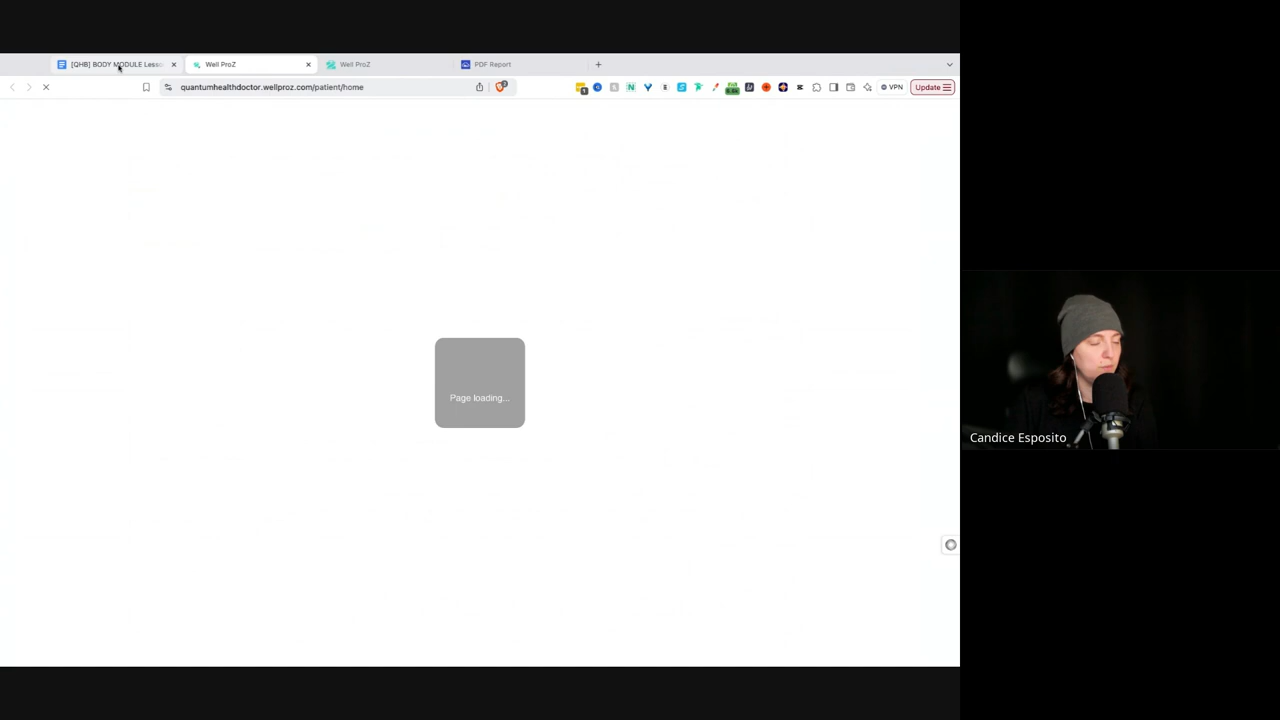 [QHB] BODY MODULE Lesso
Well ProZ
Well ProZ
PDF Report
quantumhealthdoctor.wellproz.com/patient/home
VPN
Update
Page loading...
Candice Esposito